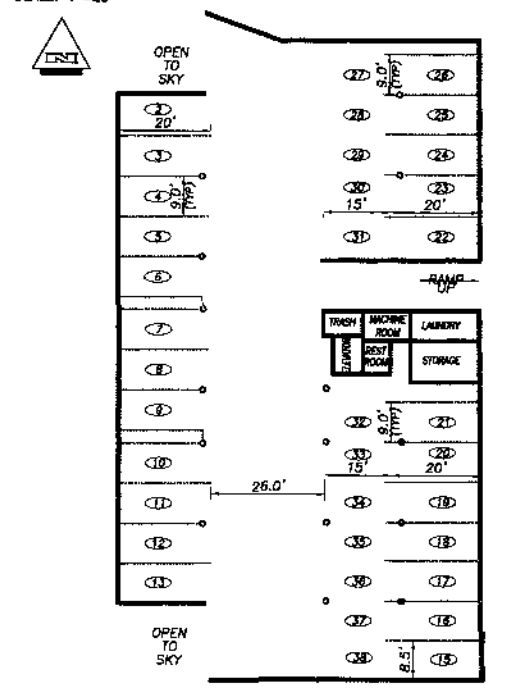 N
OPEN
TO
SKY
2
20'
3
4
9.0'
(TYP)
5
6
7
8
9
10
11
12
13
OPEN
TO
SKY
26.0'
27
9.0'
(TYP)
26
28
25
29
24
30
23
15'
20'
31
22
RAMP
UP
TRASH
MACHINE
ROOM
LAUNDRY
ELEVATOR
REST
ROOM
STORAGE
32
9.0'
(TYP)
21
33
20
15'
20'
34
19
35
18
36
17
37
16
38
8.5'
15